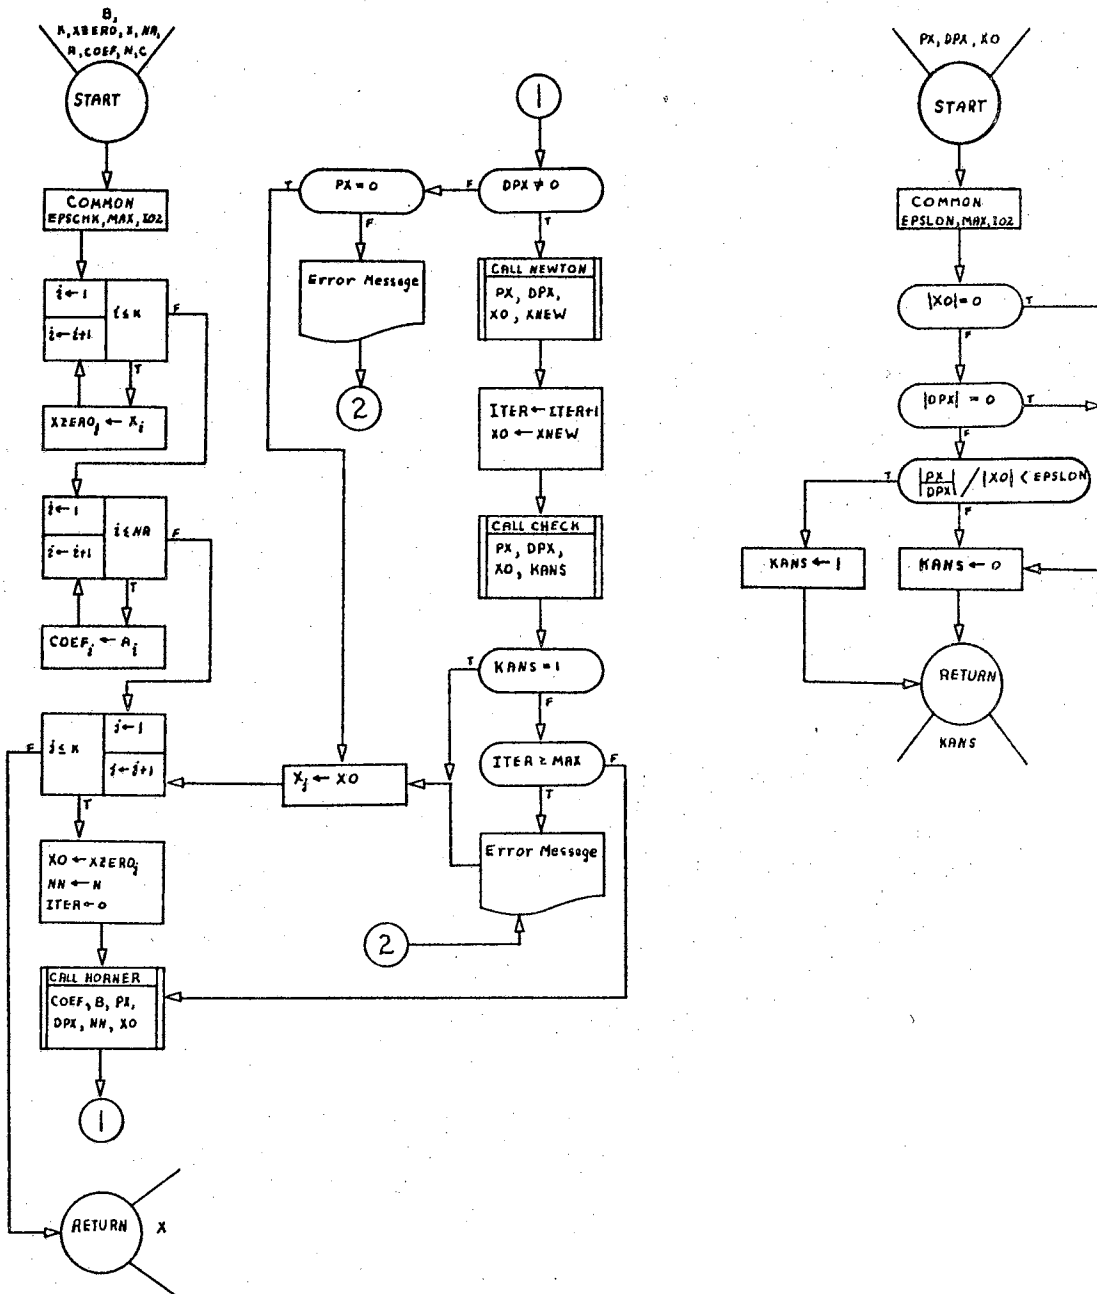 B,
K, XZERO, X, NA,
A, COEF, N, C
START
COMMON
EPSCHK, MAX, IO2
i←1
i←i+1
i≤K
F
T
XZERO_i ← X_i
i←1
i←i+1
i≤NA
F
T
COEF_i ← A_i
F
j≤K
j←1
j←j+1
T
XO ← XZERO_j
NN ← N
ITER ← 0
CALL HORNER
COEF, B, PX,
DPX, NN, XO
1
RETURN
X
1
DPX ≠ 0
F
T
PX = 0
T
F
Error Message
2
CALL NEWTON
PX, DPX,
XO, XNEW
ITER ← ITER+1
XO ← XNEW
CALL CHECK
PX, DPX,
XO, KANS
KANS = 1
T
F
ITER ≥ MAX
F
T
X_j ← XO
Error Message
2
PX, DPX, XO
START
COMMON
EPSLON, MAX, IO2
|XO| = 0
T
F
|DPX| = 0
T
F
|PX/DPX| / |XO| < EPSLON
T
F
KANS ← 1
KANS ← 0
RETURN
KANS